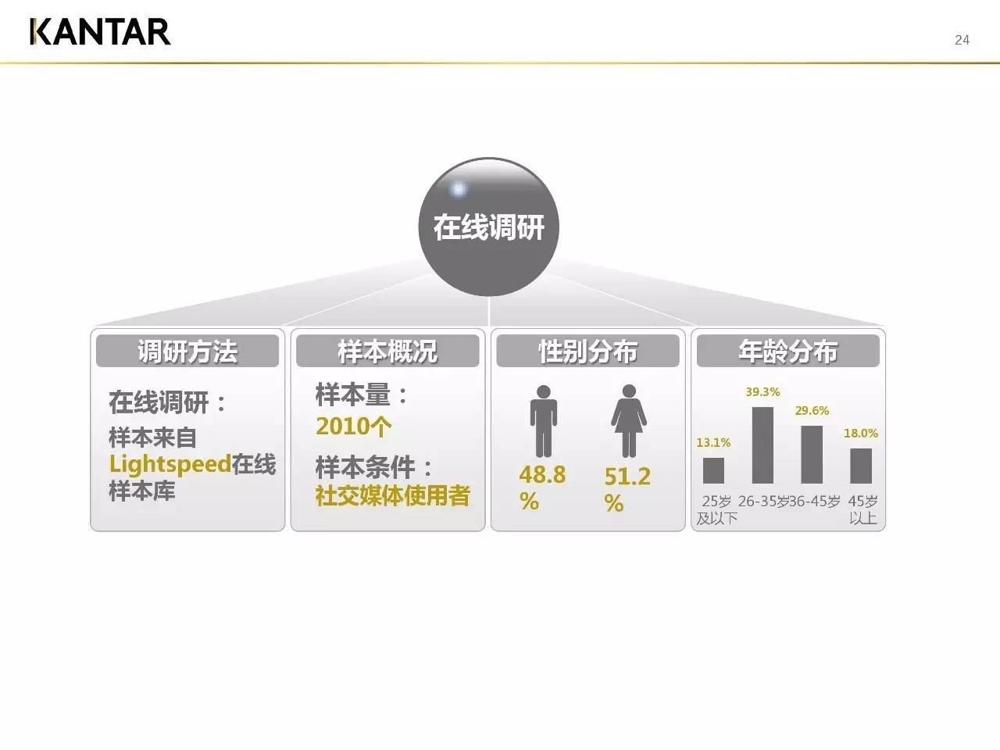 KANTAR
24
在线调研
调研方法
在线调研：
样本来自
Lightspeed在线
样本库
样本概况
样本量：
2010个
样本条件：
社交媒体使用者
性别分布
48.8
%
51.2
%
年龄分布
13.1%
39.3%
29.6%
18.0%
25岁
及以下
26-35岁
36-45岁
45岁
以上